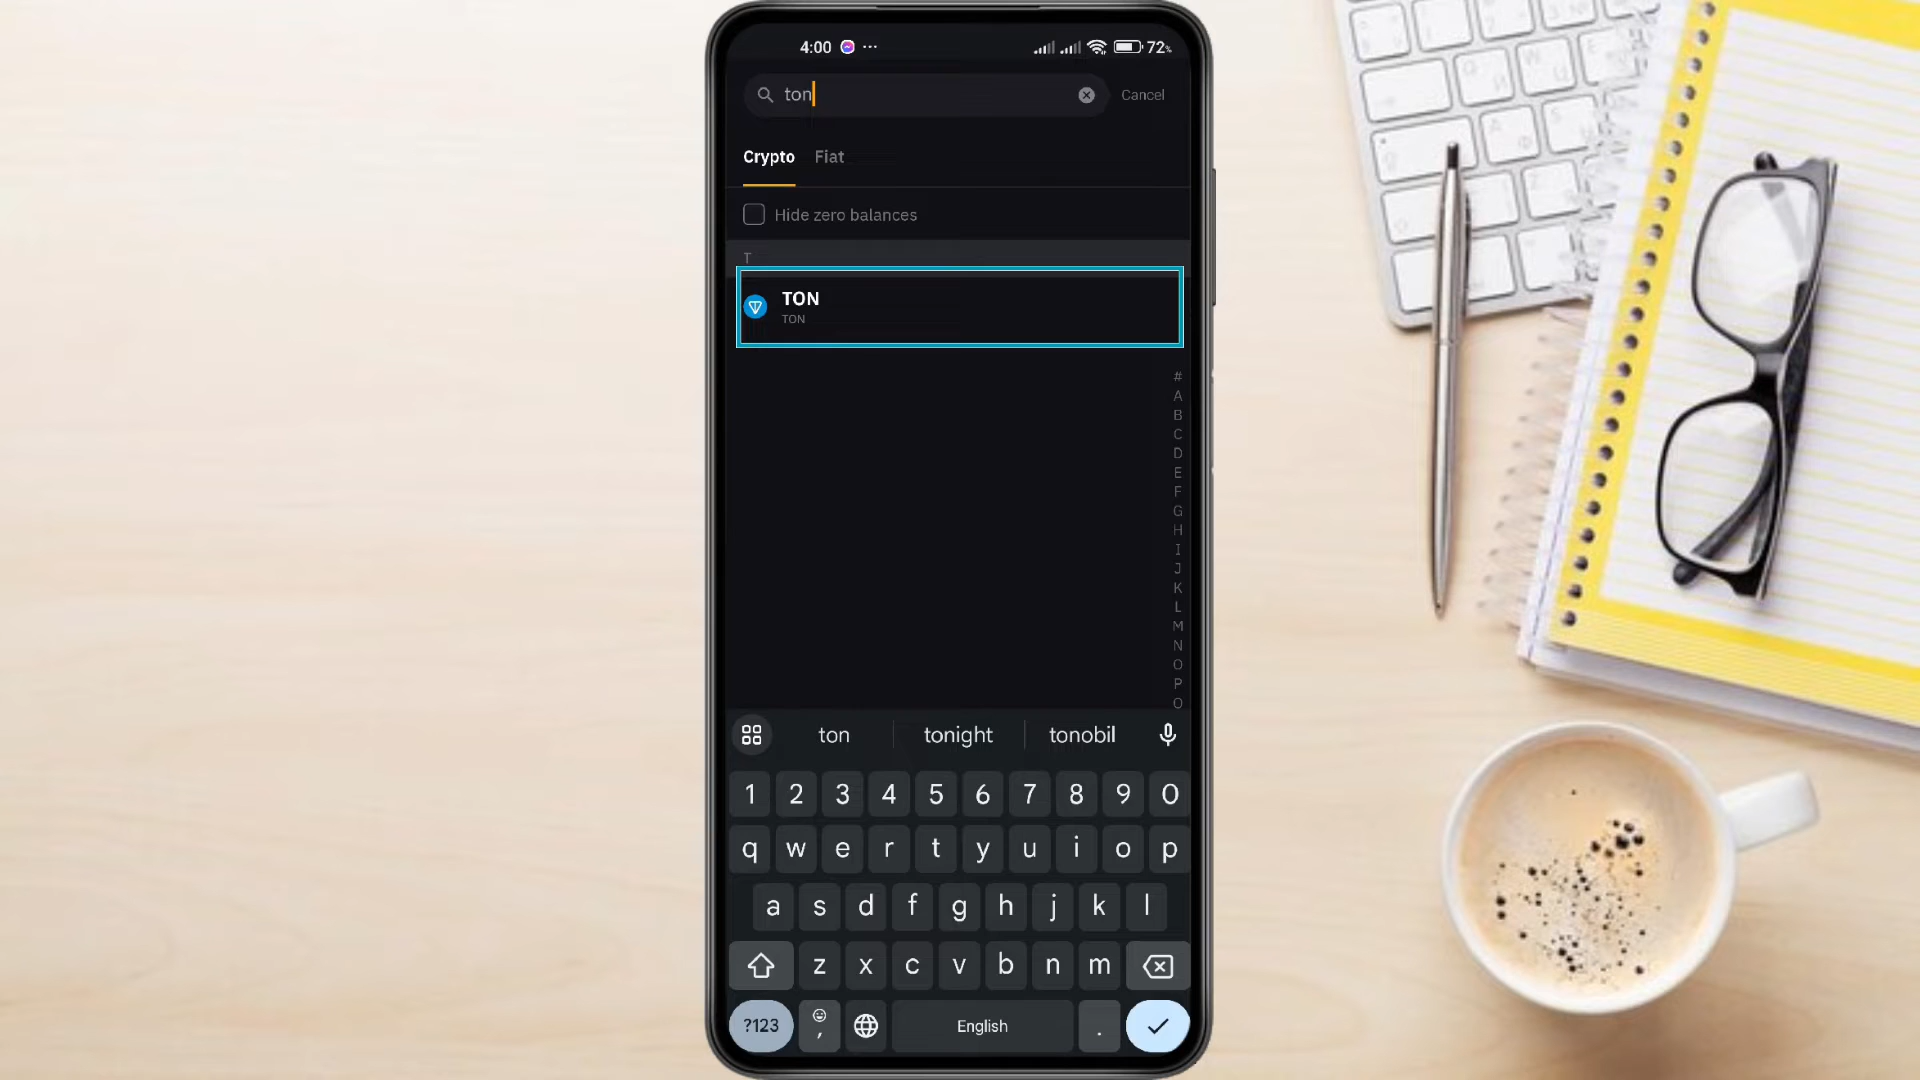 4:00 ... 72%
ton Cancel
Crypto Fiat
Hide zero balances
T
TON
TON
#
A
B
C
D
E
F
G
H
I
J
K
L
M
N
O
P
Q
ton tonight tonobil
1 2 3 4 5 6 7 8 9 0
q w e r t y u i o p
a s d f g h j k l
z x c v b n m
?123 , English .